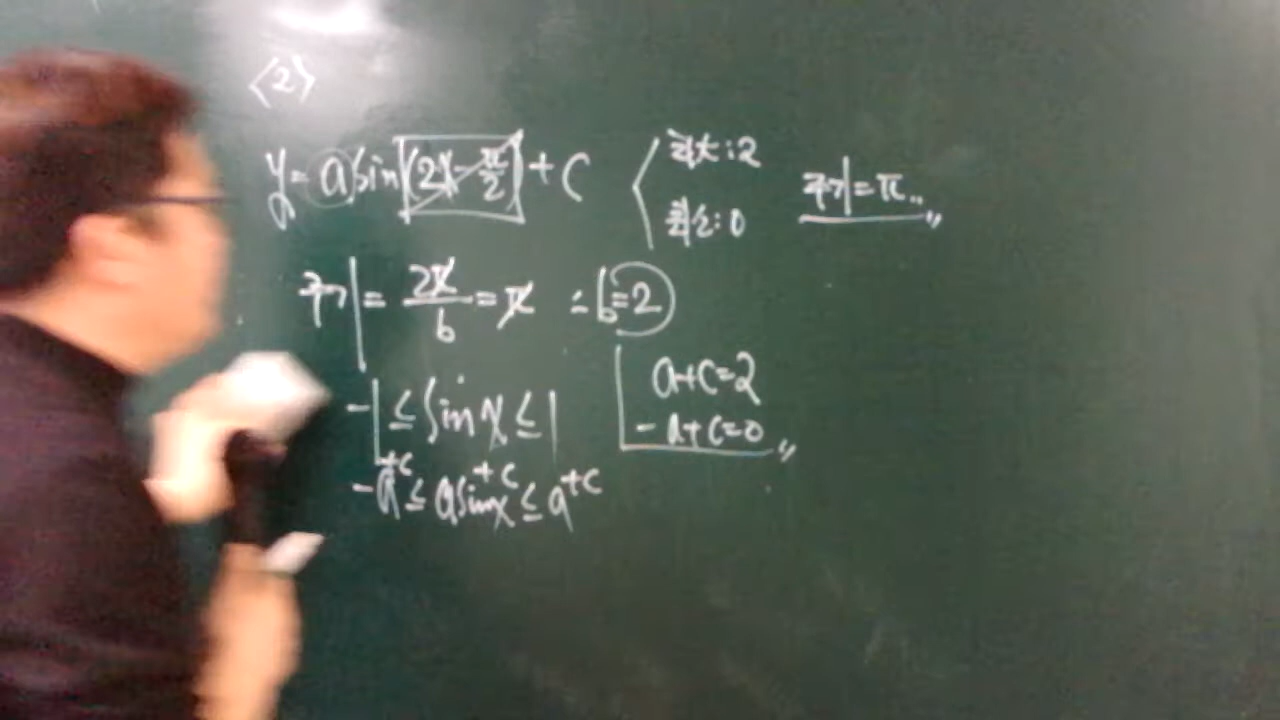 <2>
y = a sin(2x - π/2) + c 최대 : 2
최소 : 0
주기 = π
주기 = 2π/b = π ∴ b = 2
-1 ≤ sin x ≤ 1
a+c=2
-a+c=0
-a+c ≤ a sin x+c ≤ a+c